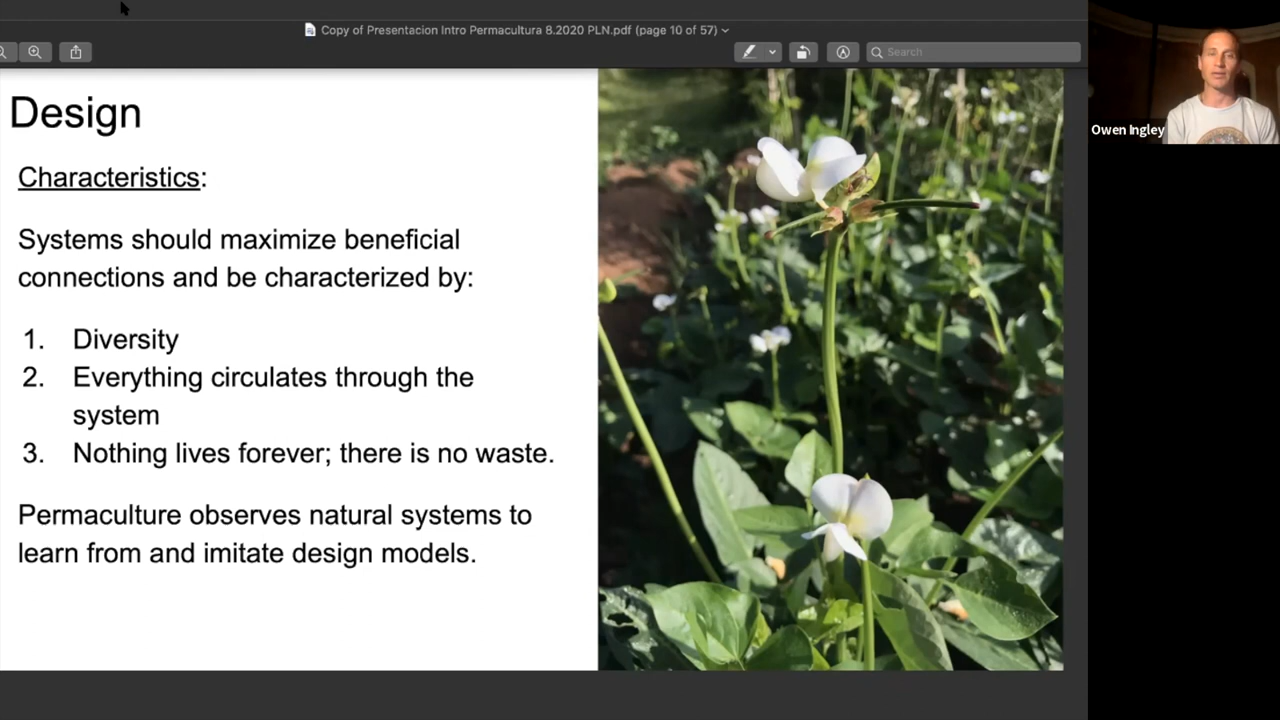 Copy of Presentacion Intro Permacultura 8.2020 PLN.pdf (page 10 of 57)
Search
Owen Ingley
Design
Characteristics:
Systems should maximize beneficial
connections and be characterized by:
1. Diversity
2. Everything circulates through the
system
3. Nothing lives forever; there is no waste.
Permaculture observes natural systems to
learn from and imitate design models.